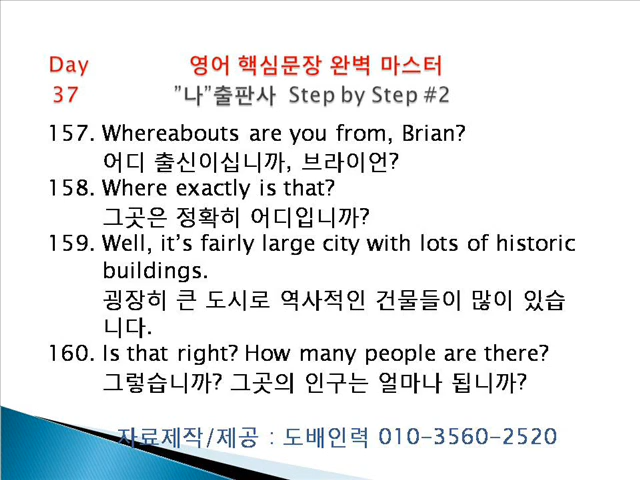 Day 영어 핵심문장 완벽 마스터
37 ”나”출판사 Step by Step #2
157. Whereabouts are you from, Brian?
어디 출신이십니까, 브라이언?
158. Where exactly is that?
그곳은 정확히 어디입니까?
159. Well, it’s fairly large city with lots of historic
buildings.
굉장히 큰 도시로 역사적인 건물들이 많이 있습
니다.
160. Is that right? How many people are there?
그렇습니까? 그곳의 인구는 얼마나 됩니까?
자료제작/제공 : 도배인력 010-3560-2520